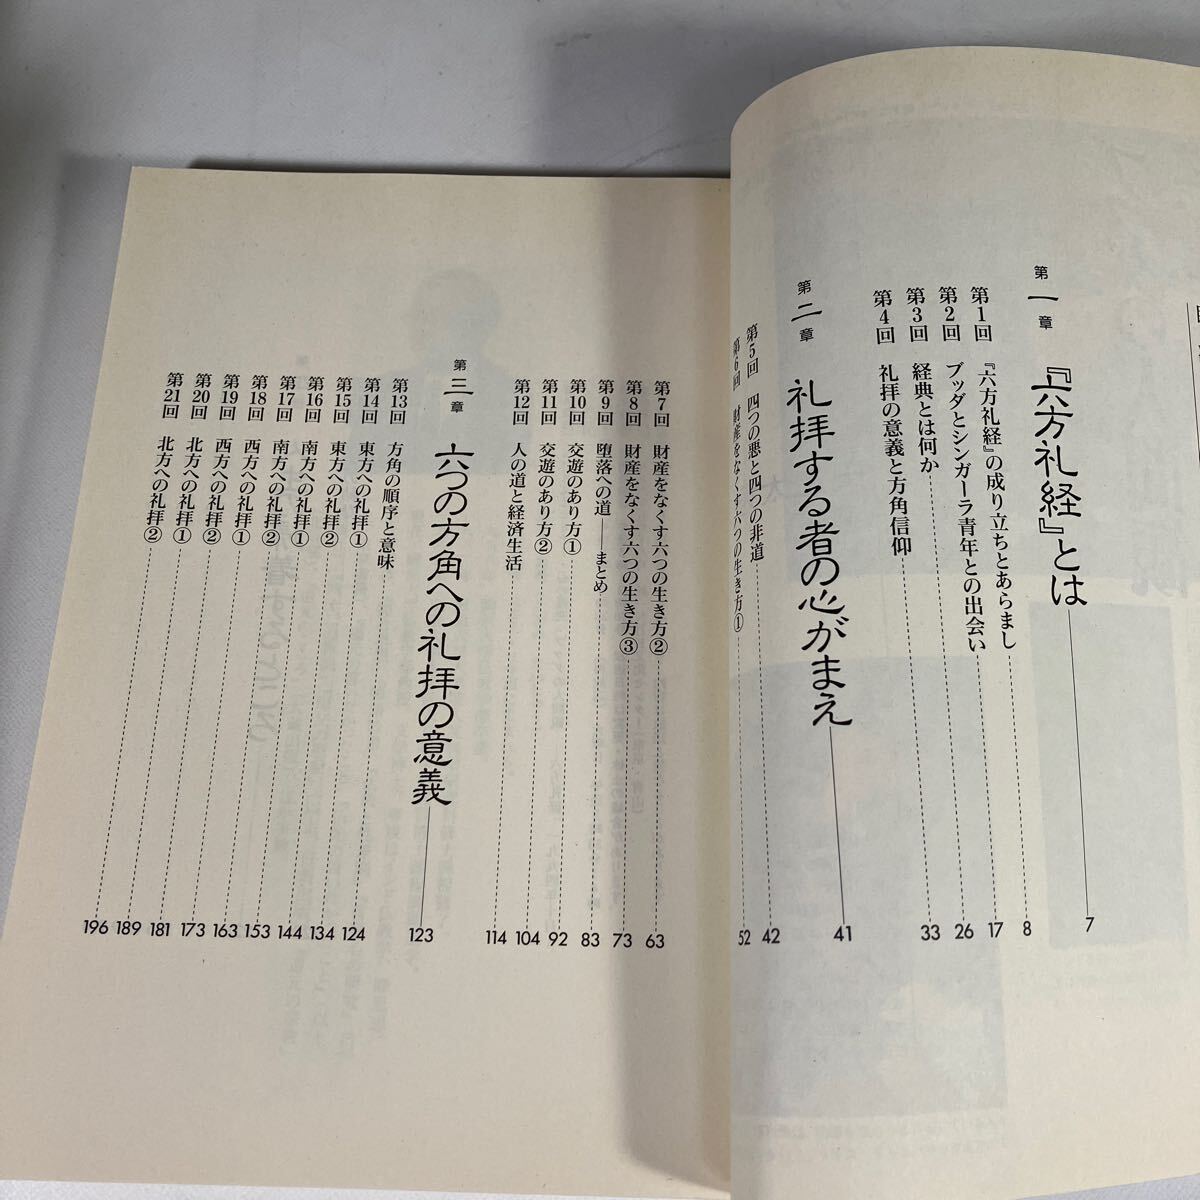 第一章 『六方礼経』とは 7
第1回 『六方礼経』の成り立ちとあらまし 8
第2回 ブッダとシンガーラ青年との出会い 17
第3回 経典とは何か 26
第4回 礼拝の意義と方角信仰 33
第二章 礼拝する者の心がまえ 41
第5回 四つの悪と四つの非道 42
第6回 財産をなくす六つの生き方① 52
第7回 財産をなくす六つの生き方② 63
第8回 財産をなくす六つの生き方③ 73
第9回 堕落への道——まとめ 83
第10回 交遊のあり方① 92
第11回 交遊のあり方② 104
第12回 人の道と経済生活 114
第三章 六つの方角への礼拝の意義 123
第13回 方角の順序と意味 124
第14回 東方への礼拝① 134
第15回 東方への礼拝② 144
第16回 南方への礼拝① 153
第17回 南方への礼拝② 163
第18回 西方への礼拝① 173
第19回 西方への礼拝② 181
第20回 北方への礼拝① 189
第21回 北方への礼拝② 196